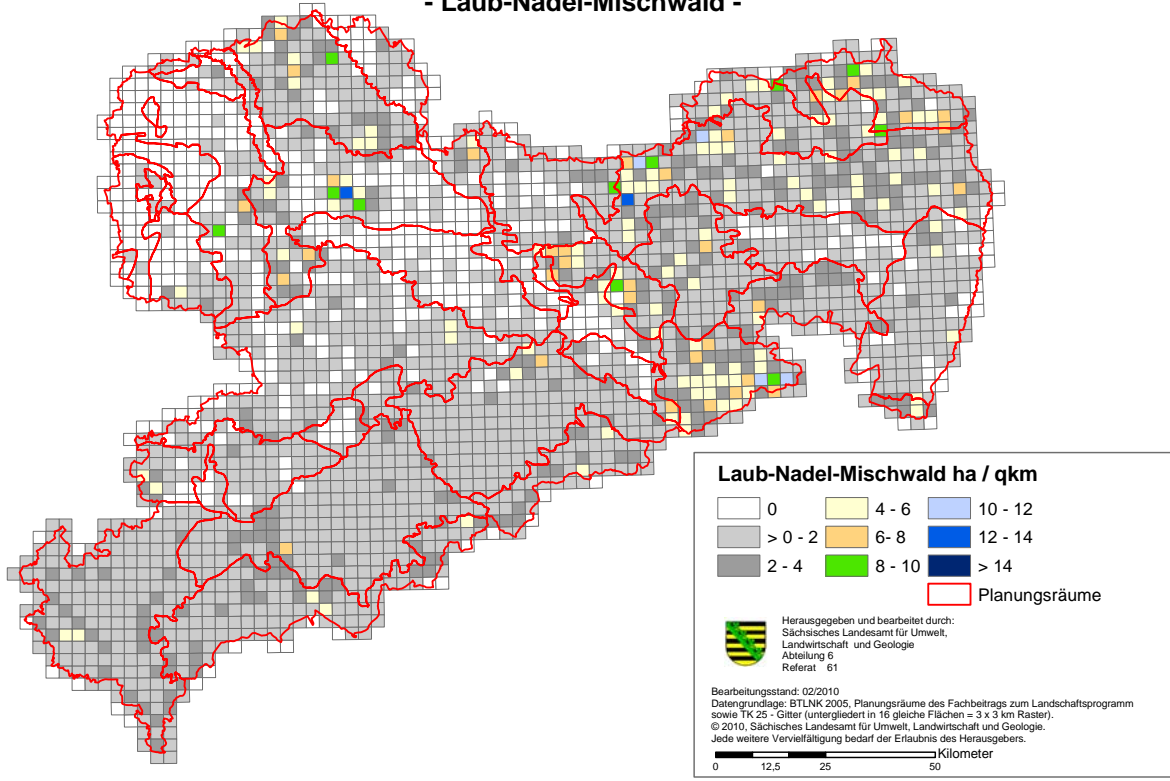 - Laub-Nadel-Mischwald -
Laub-Nadel-Mischwald ha / qkm
0 4 - 6 10 - 12
> 0 - 2 6- 8 12 - 14
2 - 4 8 - 10 > 14
Planungsräume
Herausgegeben und bearbeitet durch:
Sächsisches Landesamt für Umwelt,
Landwirtschaft und Geologie
Abteilung 6
Referat 61
Bearbeitungsstand: 02/2010
Datengrundlage: BTLNK 2005, Planungsräume des Fachbeitrags zum Landschaftsprogramm
sowie TK 25 - Gitter (untergliedert in 16 gleiche Flächen = 3 x 3 km Raster).
© 2010, Sächisches Landesamt für Umwelt, Landwirtschaft und Geologie.
Jede weitere Vervielfältigung bedarf der Erlaubnis des Herausgebers.
Kilometer
0 12,5 25 50